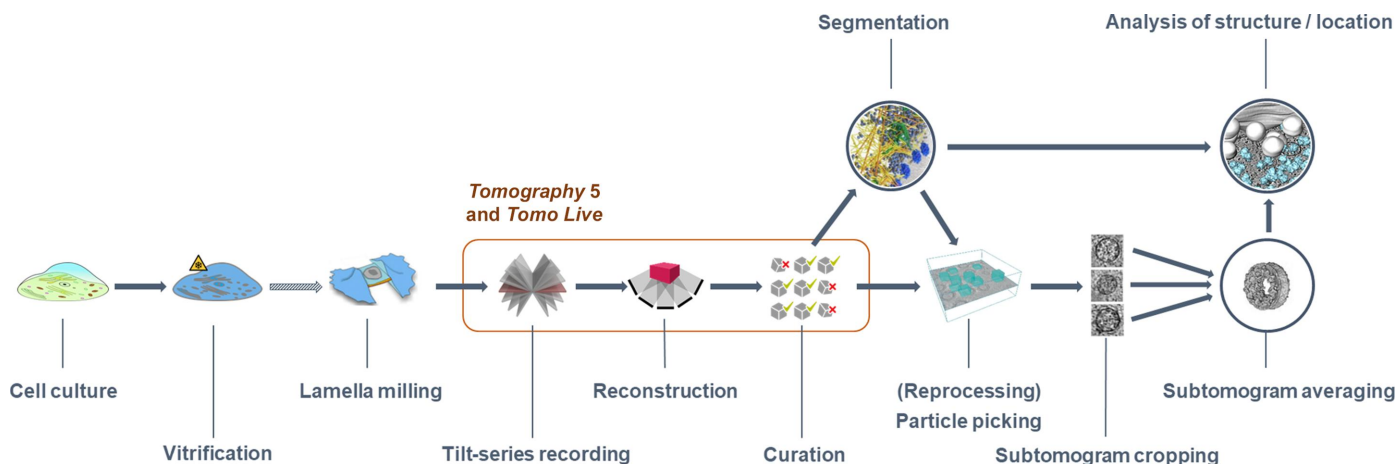 Segmentation
Analysis of structure / location
Tomography 5
and Tomo Live
Cell culture
Lamella milling
Reconstruction
(Reprocessing)
Particle picking
Subtomogram averaging
Vitrification
Tilt-series recording
Curation
Subtomogram cropping